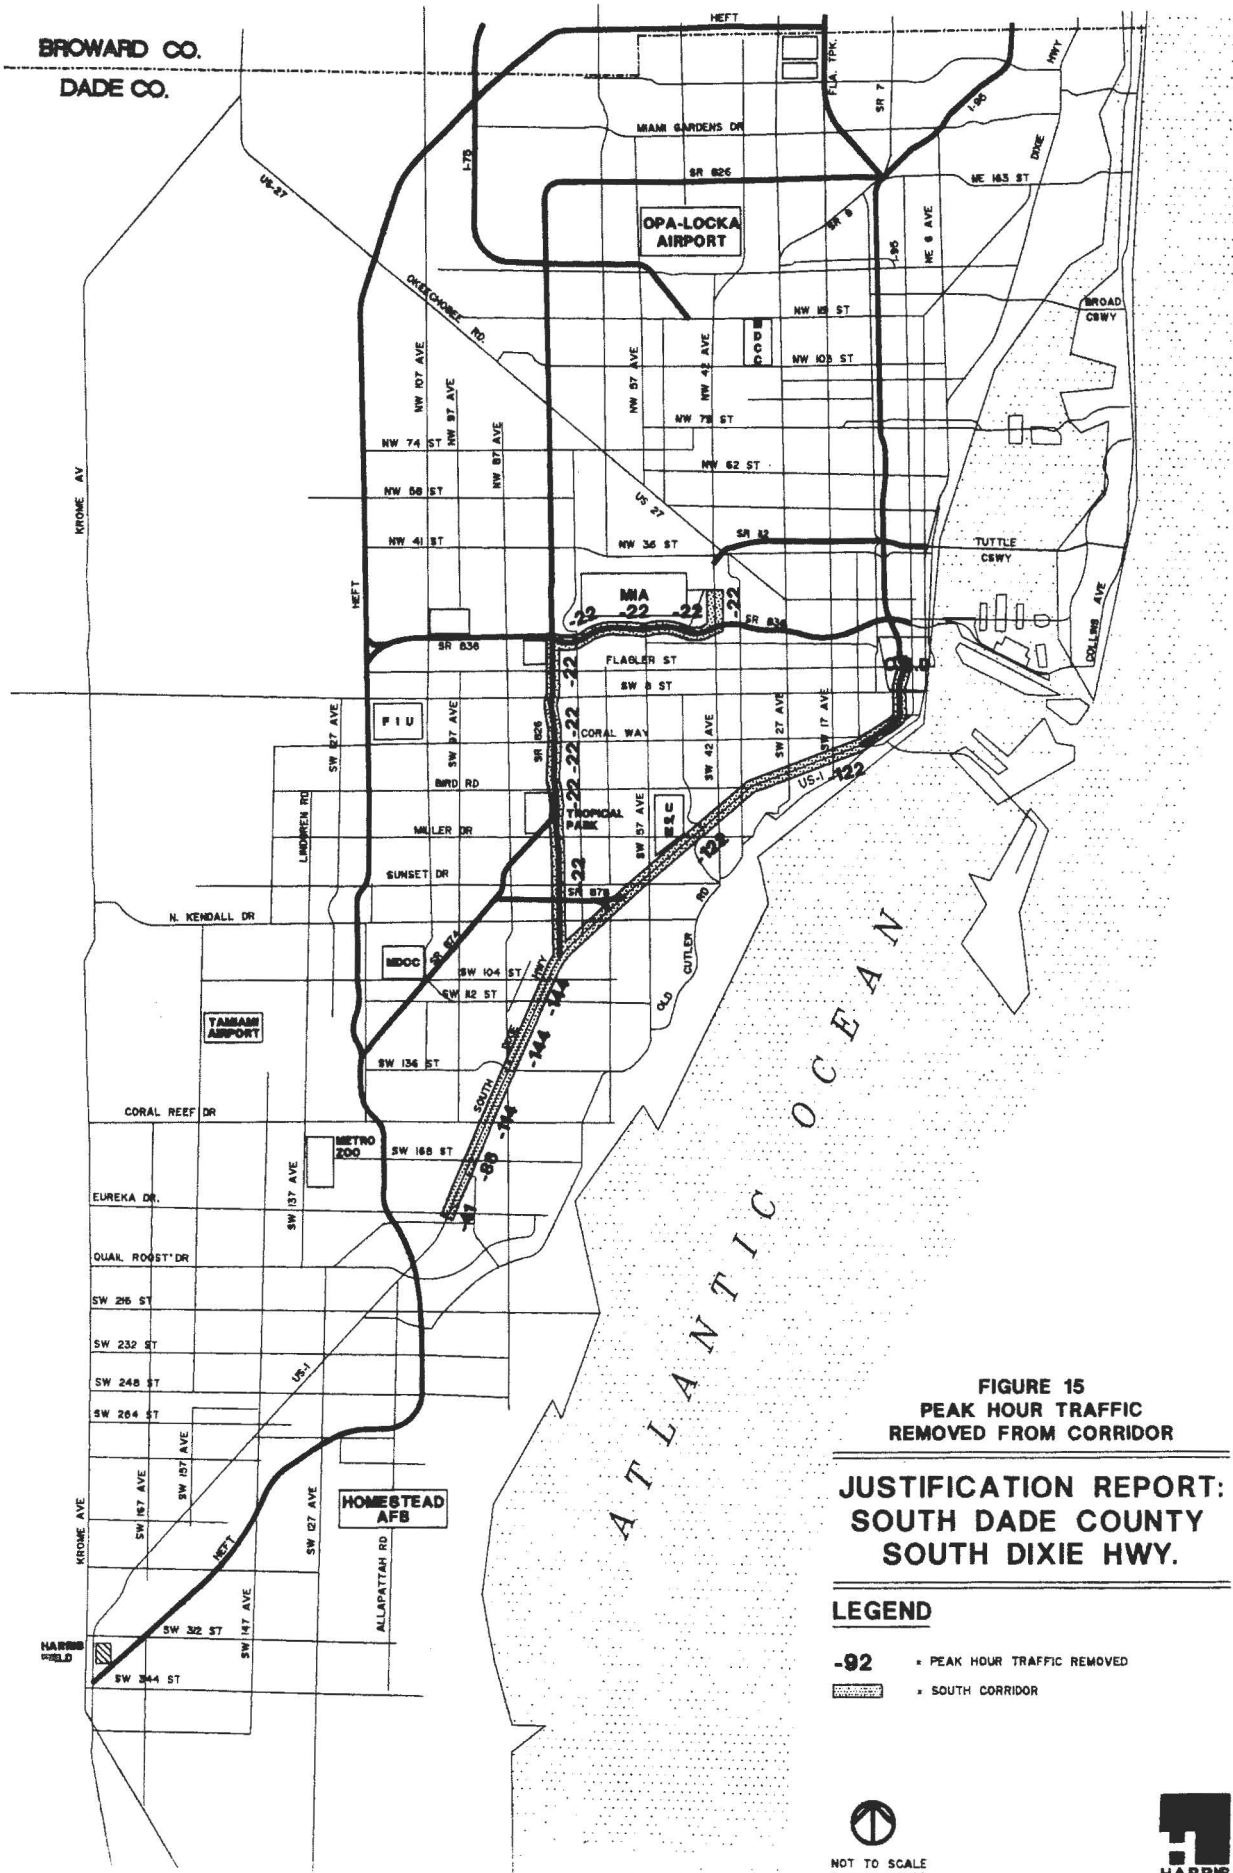 BROWARD CO.
DADE CO.
HEFT
FLA. TPK.
SR 7
I-95
HWY
DIXIE
MIAMI GARDENS DR
I-75
SR 826
NE 163 ST
US-27
OPA-LOCKA
AIRPORT
SR 9
I-95
NE 6 AVE
OKEECHOBEE RD.
BROAD
CSWY
NW 107 AVE
NW 97 AVE
NW 87 AVE
NW 57 AVE
NW 42 AVE
MDCC
NW 103 ST
NW 79 ST
NW 74 ST
NW 62 ST
NW 58 ST
KROME AV
US 27
NW 41 ST
NW 36 ST
SR 112
TUTTLE
CSWY
HEFT
MIA
-22
-22
-22
-22
SR 836
SR 836
COLLINS AVE
FLAGLER ST
SW 8 ST
-22
FIU
SW 127 AVE
SW 97 AVE
SR 826
-22
CORAL WAY
-22
SW 42 AVE
SW 27 AVE
SW 17 AVE
BIRD RD
-22
US-1
-122
LINDGREN RD
TROPICAL
PARK
SW 57 AVE
MILLER DR
-122
SUNSET DR
-22
SR 878
N. KENDALL DR
MDCC
SR 874
SW 104 ST
SW 112 ST
OLD CUTLER RD
TAMIAMI
AIRPORT
SOUTH DIXIE HWY
-144
-144
SW 136 ST
CORAL REEF DR
-144
METRO
ZOO
SW 168 ST
-88
EUREKA DR.
SW 137 AVE
QUAIL ROOST DR
SW 216 ST
SW 232 ST
US-1
SW 248 ST
SW 264 ST
ATLANTIC OCEAN
SW 157 AVE
SW 167 AVE
KROME AVE
HEFT
SW 127 AVE
HOMESTEAD
AFB
ALLAPATTAH RD
SW 147 AVE
SW 312 ST
HARRIS
FIELD
SW 344 ST
FIGURE 15
PEAK HOUR TRAFFIC
REMOVED FROM CORRIDOR
JUSTIFICATION REPORT:
SOUTH DADE COUNTY
SOUTH DIXIE HWY.
LEGEND
-92 = PEAK HOUR TRAFFIC REMOVED
= SOUTH CORRIDOR
NOT TO SCALE
HARRIS